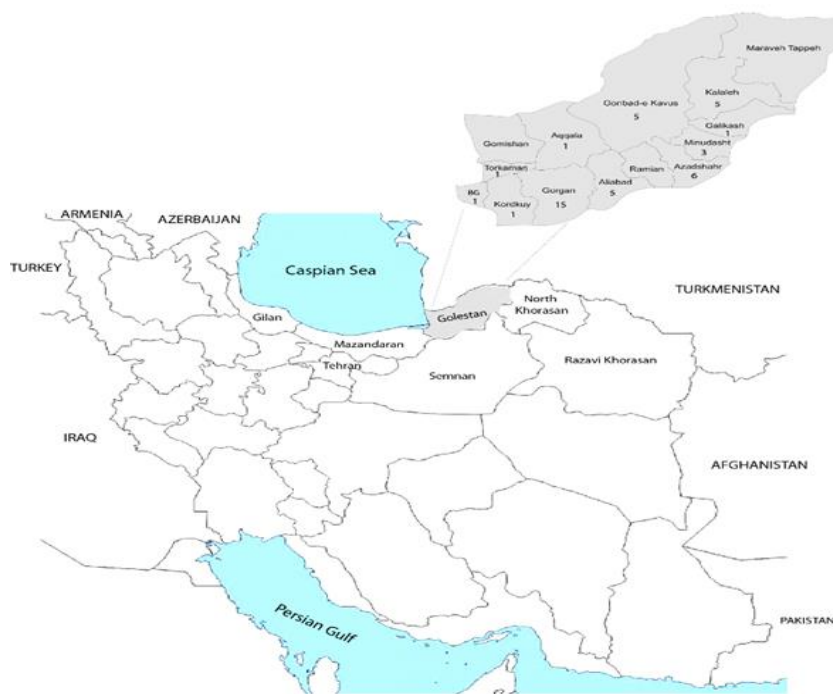 Maraveh Tappeh
Kalaleh
5
Gonbad-e Kavus
5
Galikash
1
Aqqala
1
Gomishan
Minudasht
3
Torkaman
1
Ramian
Azadshahr
6
Aliabad
5
Gorgan
15
BG
1
Kordkuy
1
ARMENIA
AZERBAIJAN
TURKEY
Caspian Sea
TURKMENISTAN
North
Khorasan
Golestan
Gilan
Mazandaran
Tehran
Semnan
Razavi Khorasan
IRAQ
AFGHANISTAN
Persian Gulf
PAKISTAN